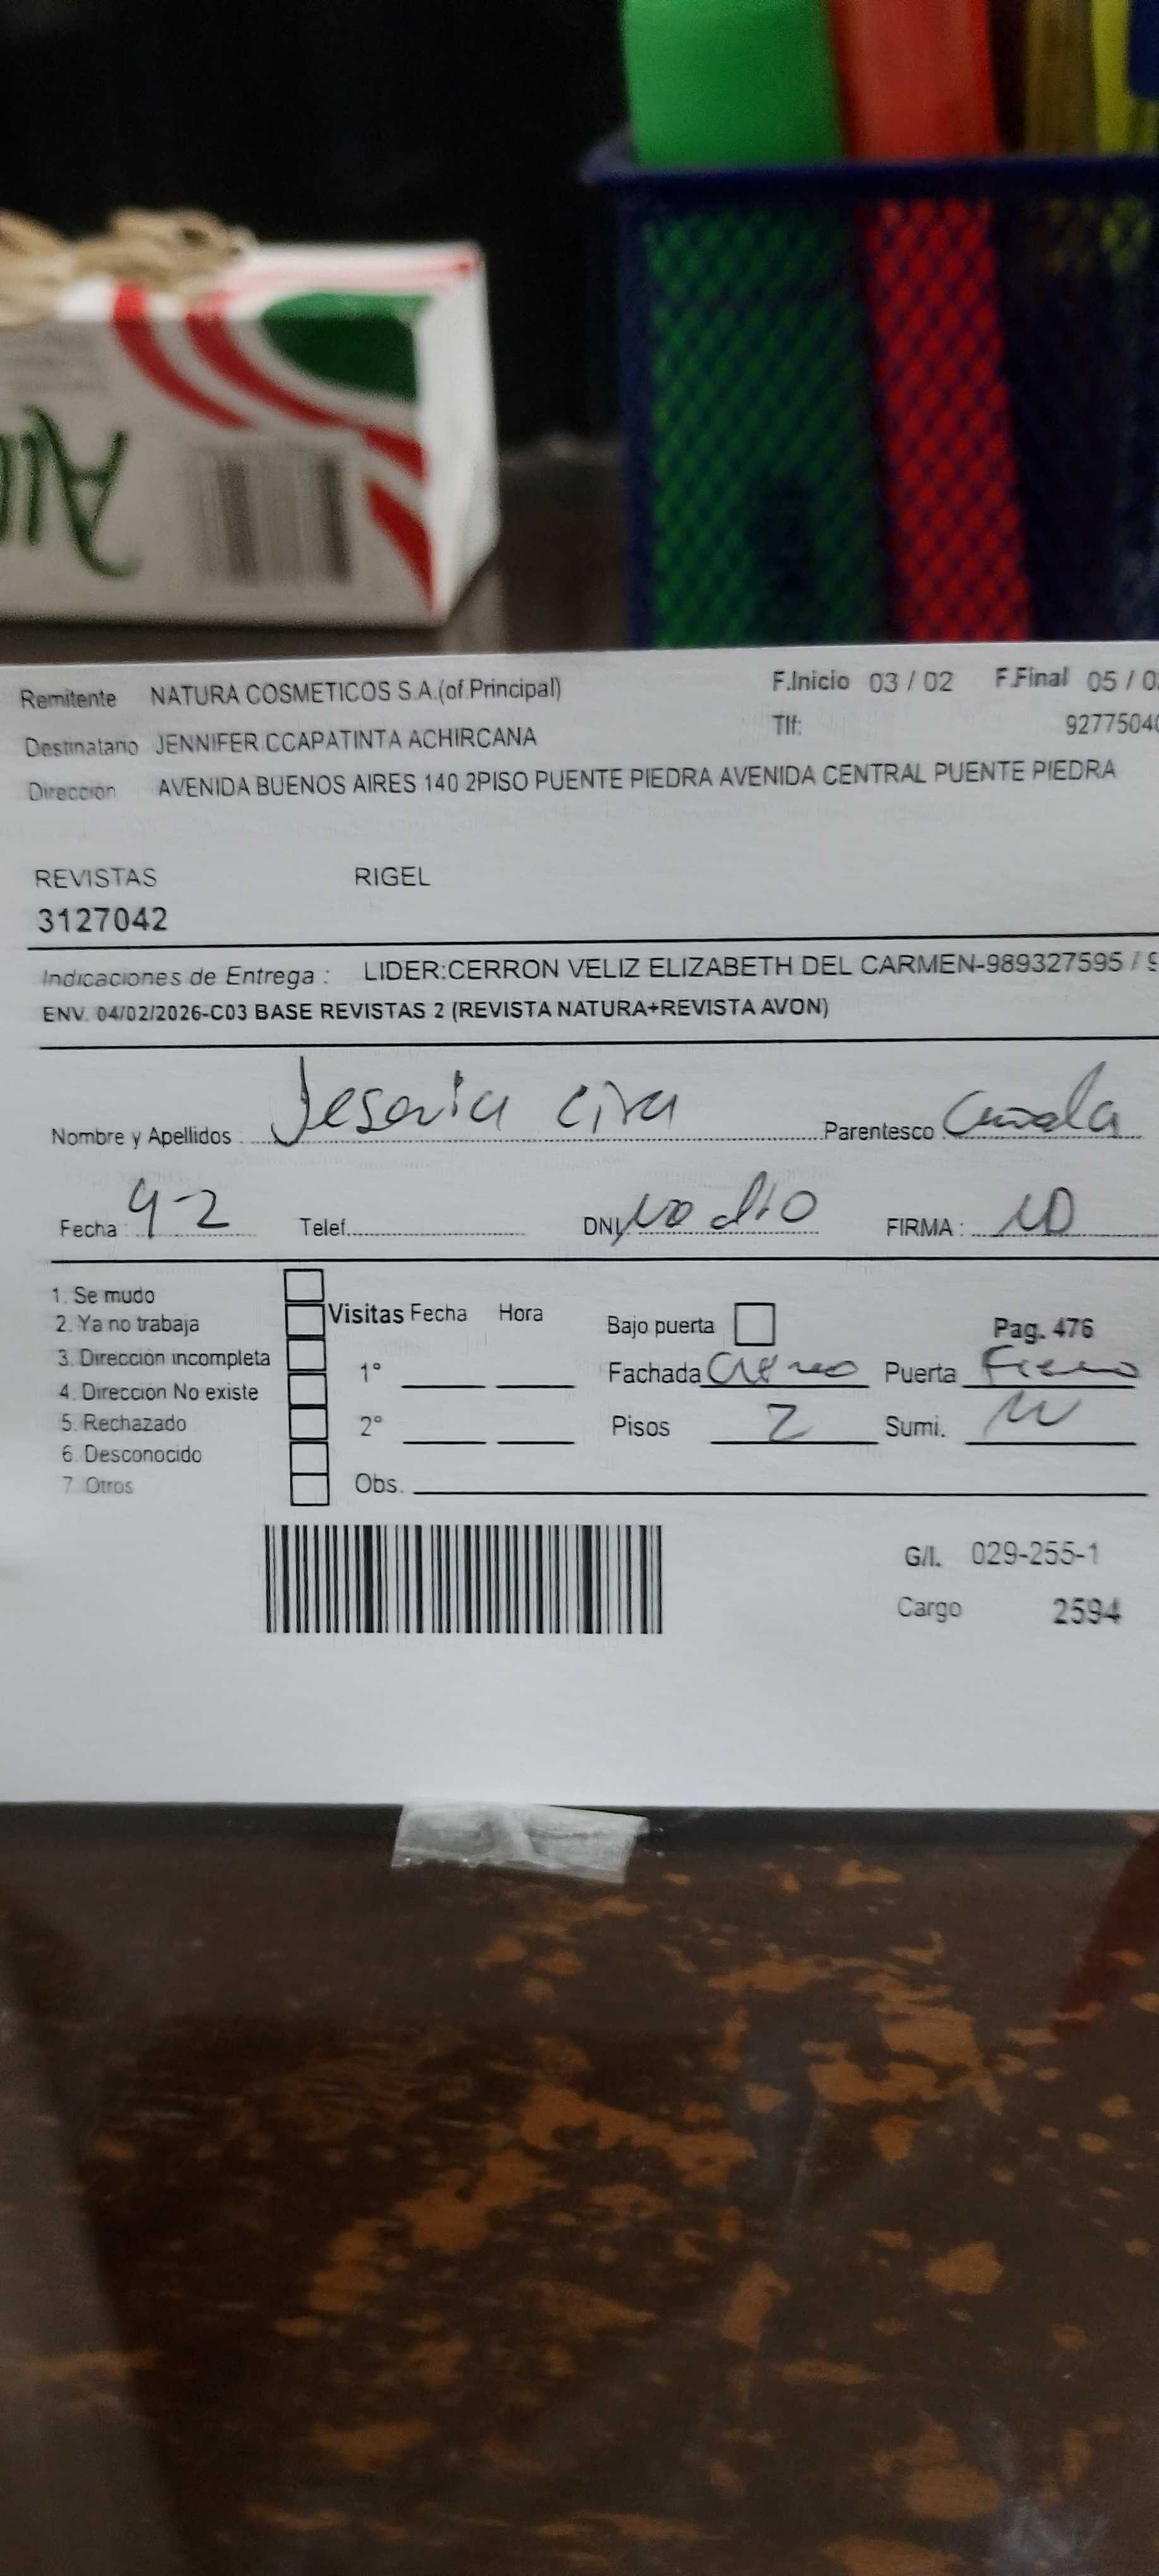 Remitente NATURA COSMETICOS S.A.(of.Principal) F.Inicio 03 / 02 F.Final 05 / 0
Destinatario JENNIFER CCAPATINTA ACHIRCANA Tlf: 9277504
Dirección AVENIDA BUENOS AIRES 140 2PISO PUENTE PIEDRA AVENIDA CENTRAL PUENTE PIEDRA
REVISTAS RIGEL
3127042
Indicaciones de Entrega : LIDER:CERRON VELIZ ELIZABETH DEL CARMEN-989327595 / 9
ENV. 04/02/2026-C03 BASE REVISTAS 2 (REVISTA NATURA+REVISTA AVON)
Nombre y Apellidos Parentesco
Fecha : 4-2 Telef. DNI. no dio FIRMA :
1. Se mudo
2. Ya no trabaja Visitas Fecha Hora Bajo puerta Pag. 476
3. Dirección incompleta 1° Fachada Puerta Fierro
4. Dirección No existe
5. Rechazado 2° Pisos 2 Sumi.
6. Desconocido
7. Otros Obs.
G/I. 029-255-1
Cargo 2594